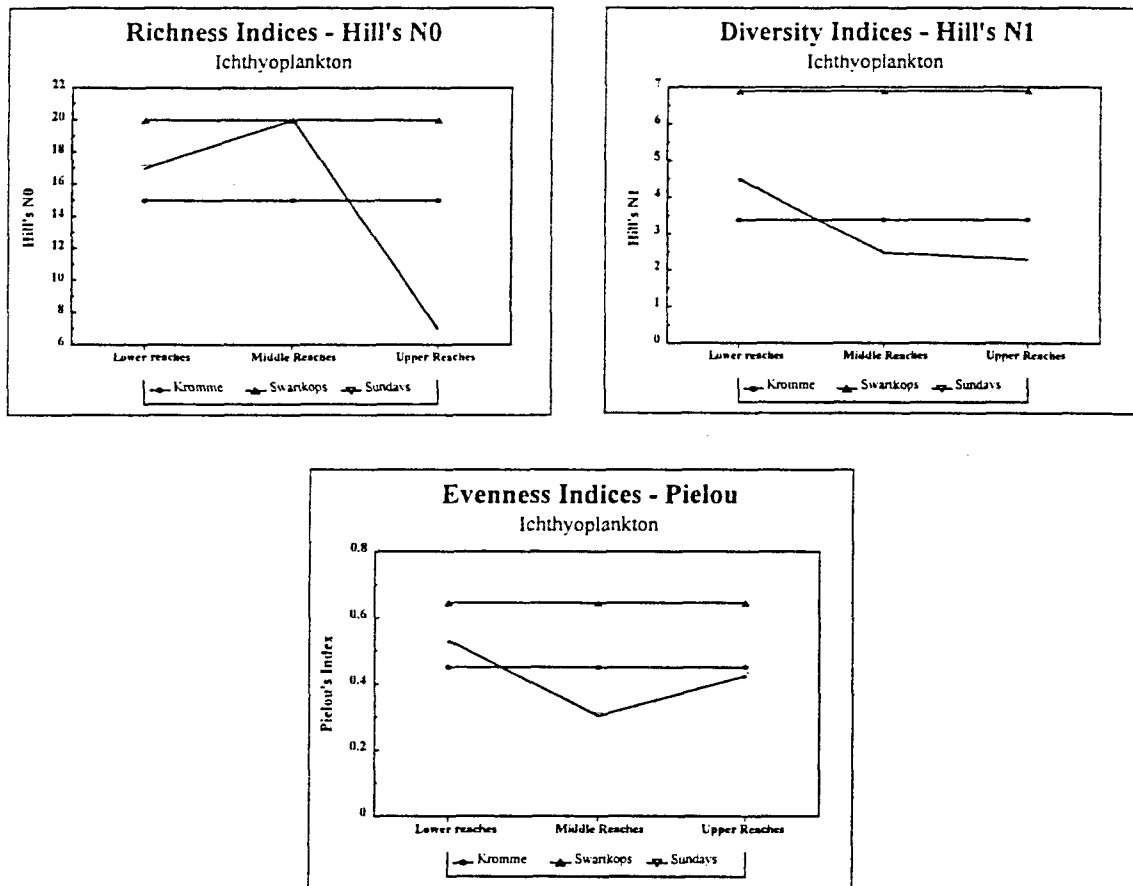 Richness Indices - Hill's N0
Ichthyoplankton
Hill's N0
22
20
18
16
14
12
10
8
6
Lower reaches Middle Reaches Upper Reaches
Kromme Swartkops Sundays
Diversity Indices - Hill's N1
Ichthyoplankton
Hill's N1
7
6
5
4
3
2
1
0
Lower reaches Middle Reaches Upper Reaches
Kromme Swartkops Sundays
Evenness Indices - Pielou
Ichthyoplankton
Pielou's Index
0.8
0.6
0.4
0.2
0
Lower reaches Middle Reaches Upper Reaches
Kromme Swartkops Sundays